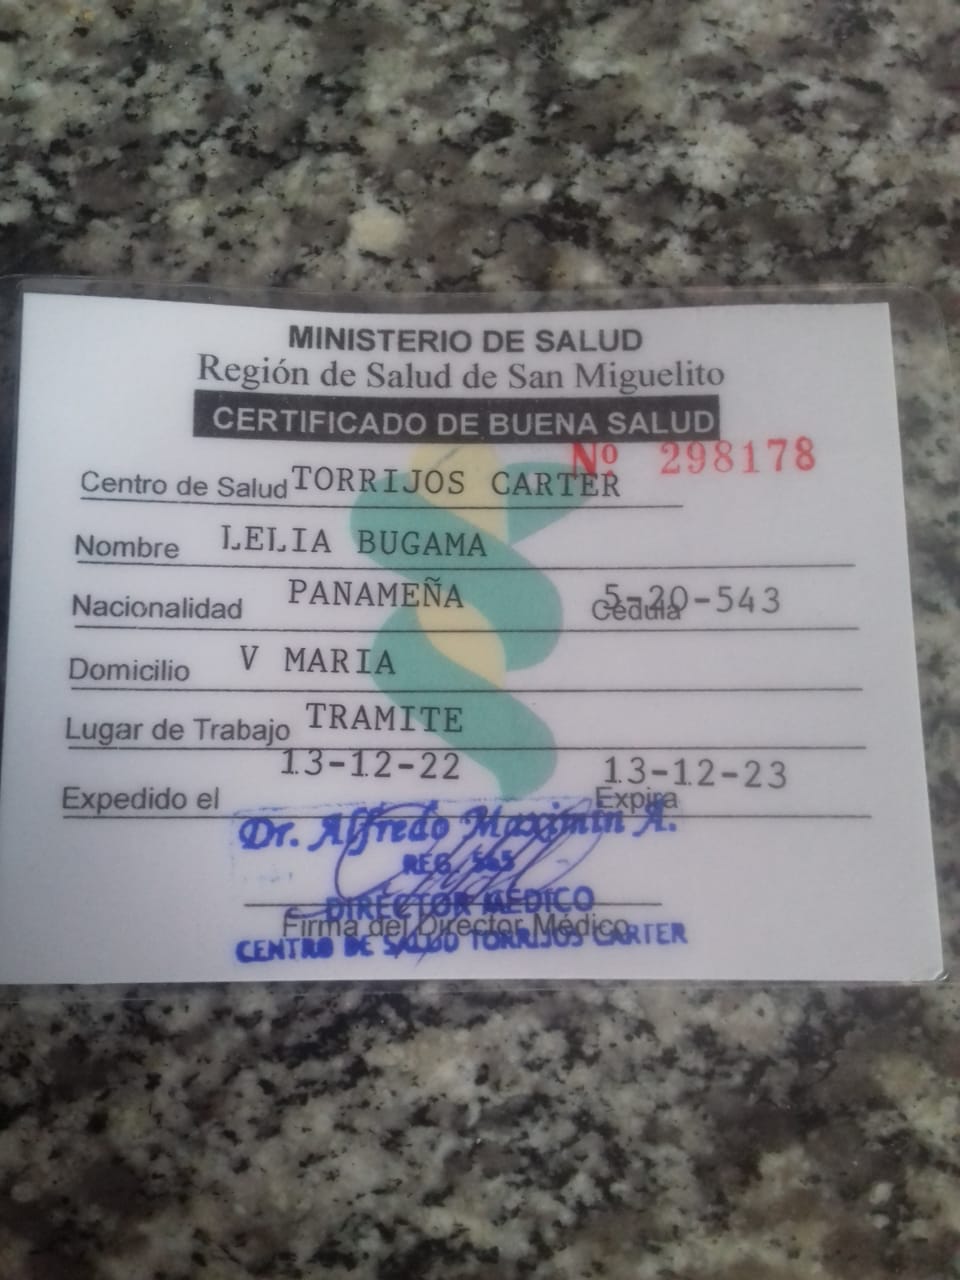 MINISTERIO DE SALUD
Región de Salud de San Miguelito
CERTIFICADO DE BUENA SALUD
Nº 298178
Centro de Salud TORRIJOS CARTER
Nombre LELIA BUGAMA
Nacionalidad PANAMEÑA Cédula 5-20-543
Domicilio V MARIA
Lugar de Trabajo TRAMITE
Expedido el 13-12-22 Expira 13-12-23
Dr. Alfredo Maximin A.
REG. 565
DIRECTOR MÉDICO
Firma del Director Médico
CENTRO DE SALUD TORRIJOS CARTER